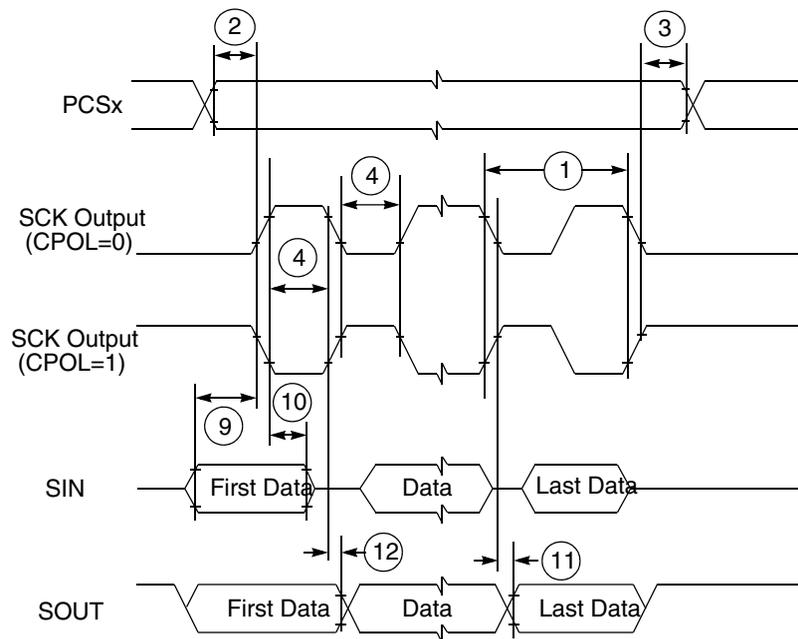 2
3
PCSx
4
1
SCK Output
(CPOL=0)
4
SCK Output
(CPOL=1)
9
10
SIN
First Data
Data
Last Data
12
11
SOUT
First Data
Data
Last Data